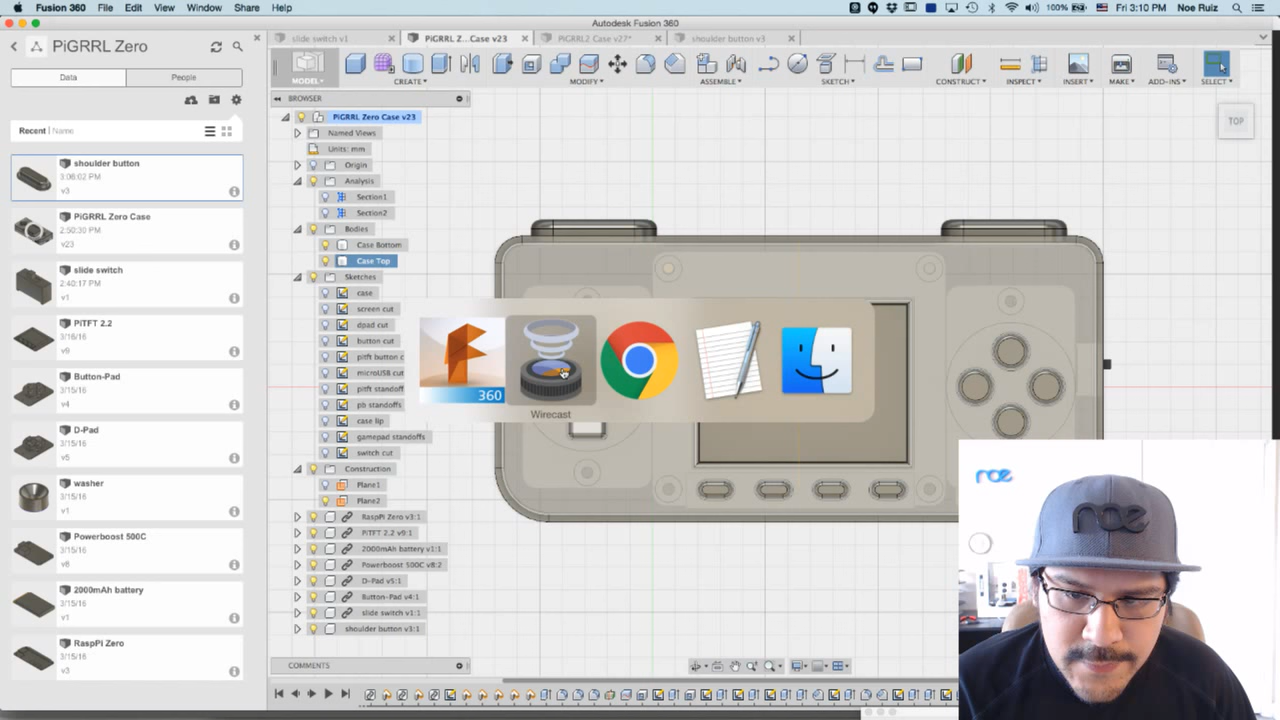 Fusion 360 File Edit View Window Share Help
100% Fri 3:10 PM Noe Ruiz
Autodesk Fusion 360
PiGRRL Zero
slide switch v1
PiGRRL Z...Case v23
PiGRRL2 Case v27*
shoulder button v3
Data People
MODEL
CREATE
MODIFY
ASSEMBLE
SKETCH
CONSTRUCT
INSPECT
INSERT
MAKE
ADD-INS
SELECT
BROWSER
TOP
Recent | Name
shoulder button
3:06:02 PM
v3
PiGRRL Zero Case
2:50:30 PM
v23
slide switch
2:40:17 PM
v1
PiTFT 2.2
3/16/16
v9
Button-Pad
3/15/16
v4
D-Pad
3/15/16
v5
washer
3/15/16
v1
Powerboost 500C
3/15/16
v8
2000mAh battery
3/15/16
v1
RaspPi Zero
3/15/16
v3
PiGRRL Zero Case v23
Named Views
Units: mm
Origin
Analysis
Section1
Section2
Bodies
Case Bottom
Case Top
Sketches
case
screen cut
dpad cut
button cut
pitft button c
microUSB cut
pitft standoff
pb standoffs
case lip
gamepad standoffs
switch cut
Construction
Plane1
Plane2
RaspPi Zero v3:1
PiTFT 2.2 v9:1
2000mAh battery v1:1
Powerboost 500C v8:2
D-Pad v5:1
Button-Pad v4:1
slide switch v1:1
shoulder button v3:1
360
Wirecast
COMMENTS
noe
noe